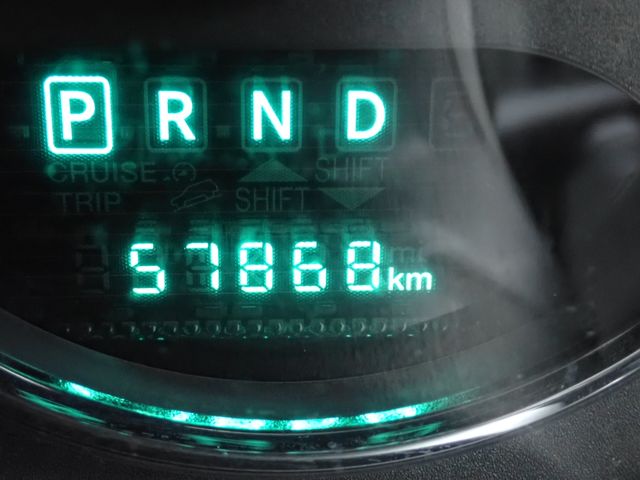 P R N D
CRUISE SHIFT
TRIP SHIFT
57868 km